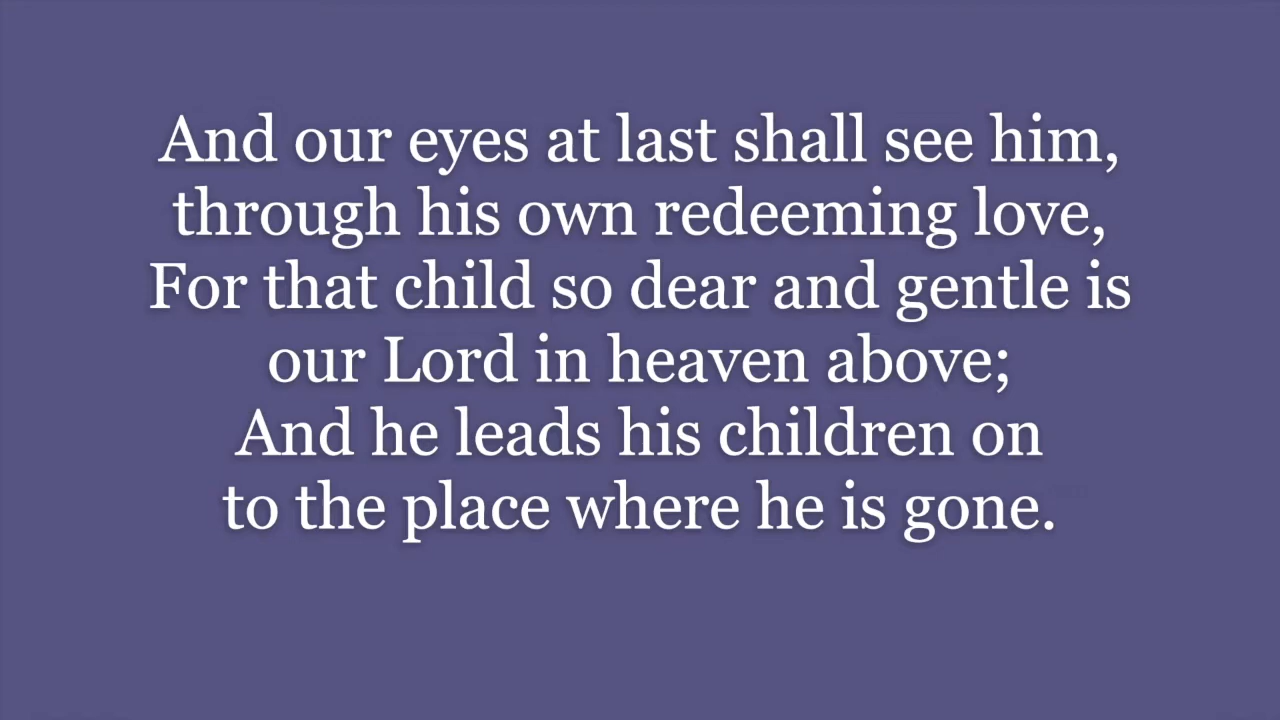 And our eyes at last shall see him,
through his own redeeming love,
For that child so dear and gentle is
our Lord in heaven above;
And he leads his children on
to the place where he is gone.